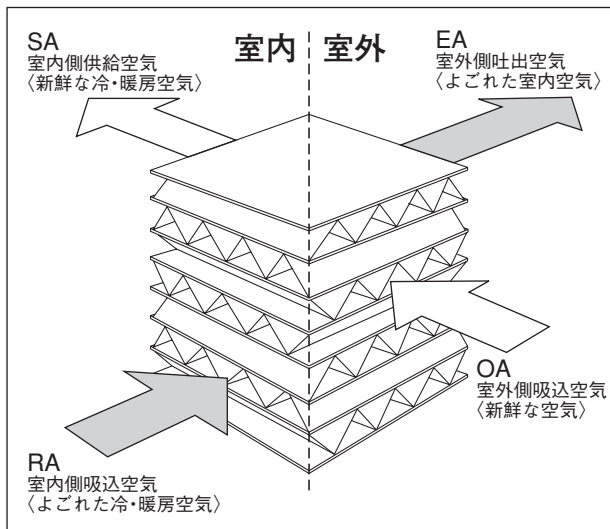 SA
室内側供給空気
〈新鮮な冷・暖房空気〉
室内
室外
EA
室外側吐出空気
〈よごれた室内空気〉
OA
室外側吸込空気
〈新鮮な空気〉
RA
室内側吸込空気
〈よごれた冷・暖房空気〉